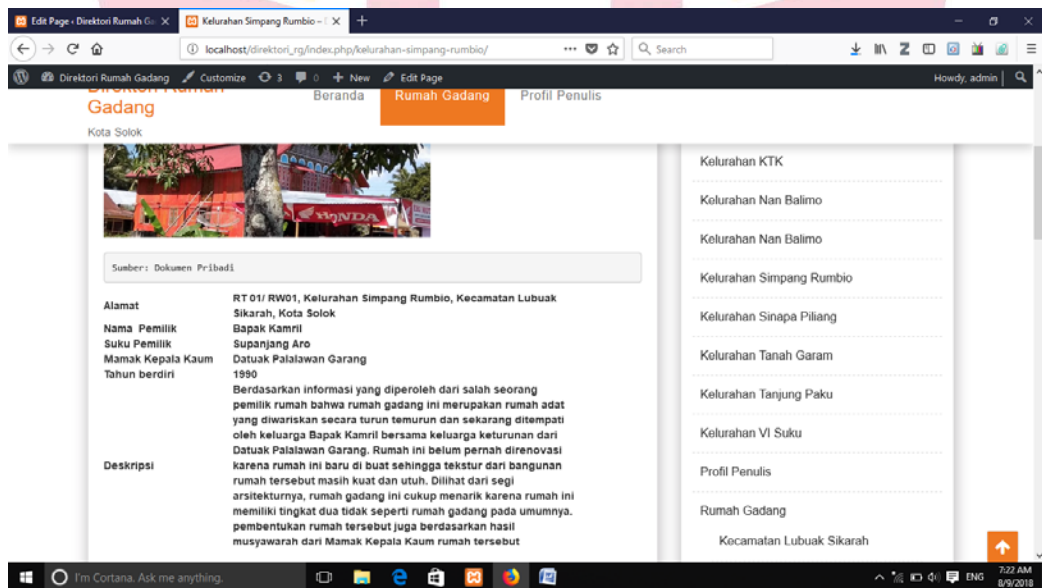 Edit Page ‹ Direktori Rumah Ga
Kelurahan Simpang Rumbio –
localhost/direktori_rg/index.php/kelurahan-simpang-rumbio/
Search
Direktori Rumah Gadang
Customize
3
0
New
Edit Page
Howdy, admin
Direktori Rumah
Gadang
Kota Solok
Beranda
Rumah Gadang
Profil Penulis
HONDA
Sumber: Dokumen Pribadi
Alamat
RT 01/ RW01, Kelurahan Simpang Rumbio, Kecamatan Lubuak
Sikarah, Kota Solok
Nama Pemilik Bapak Kamril
Suku Pemilik Supanjang Aro
Mamak Kepala Kaum Datuak Palalawan Garang
Tahun berdiri 1990
Deskripsi
Berdasarkan informasi yang diperoleh dari salah seorang
pemilik rumah bahwa rumah gadang ini merupakan rumah adat
yang diwariskan secara turun temurun dan sekarang ditempati
oleh keluarga Bapak Kamril bersama keluarga keturunan dari
Datuak Palalawan Garang. Rumah ini belum pernah direnovasi
karena rumah ini baru di buat sehingga tekstur dari bangunan
rumah tersebut masih kuat dan utuh. Dilihat dari segi
arsitekturnya, rumah gadang ini cukup menarik karena rumah ini
memiliki tingkat dua tidak seperti rumah gadang pada umumnya.
pembentukan rumah tersebut juga berdasarkan hasil
musyawarah dari Mamak Kepala Kaum rumah tersebut
Kelurahan KTK
Kelurahan Nan Balimo
Kelurahan Nan Balimo
Kelurahan Simpang Rumbio
Kelurahan Sinapa Piliang
Kelurahan Tanah Garam
Kelurahan Tanjung Paku
Kelurahan VI Suku
Profil Penulis
Rumah Gadang
Kecamatan Lubuak Sikarah
I'm Cortana. Ask me anything.
ENG
7:22 AM
8/9/2018